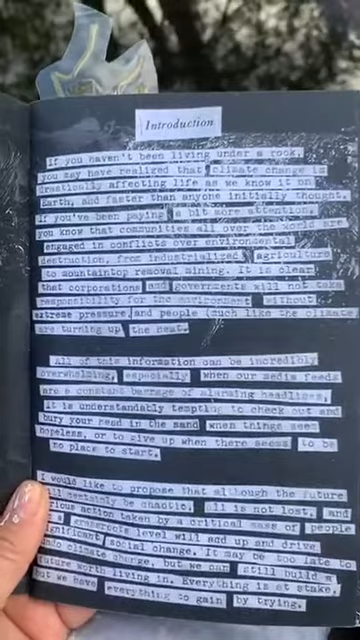 Introduction
If you haven't been living under a rock,
you may have realized that climate change is
drastically affecting life as we know it on
Earth, and faster than anyone initially thought.
If you've been paying a bit more attention,
you know that communities all over the world are
engaged in conflicts over environmental
destruction, from industrialized agriculture
to mountaintop removal mining. It is clear
that corporations and governments will not take
responsibility for the environment without
extreme pressure, and people (much like the climate
are turning up the heat.
All of this information can be incredibly
overwhelming, especially when our media feeds
are a constant barrage of alarming headlines.
It is understandably tempting to check out and
bury your head in the sand when things seem
hopeless, or to give up when there seems to be
no place to start.
I would like to propose that although the future
will certainly be chaotic, all is not lost, and
action taken by a critical mass of people
a grassroots level will add up and drive
social change. It may be too late to
undo climate change, but we can still build a
future worth living in. Everything is at stake,
but we have everything to gain by trying.